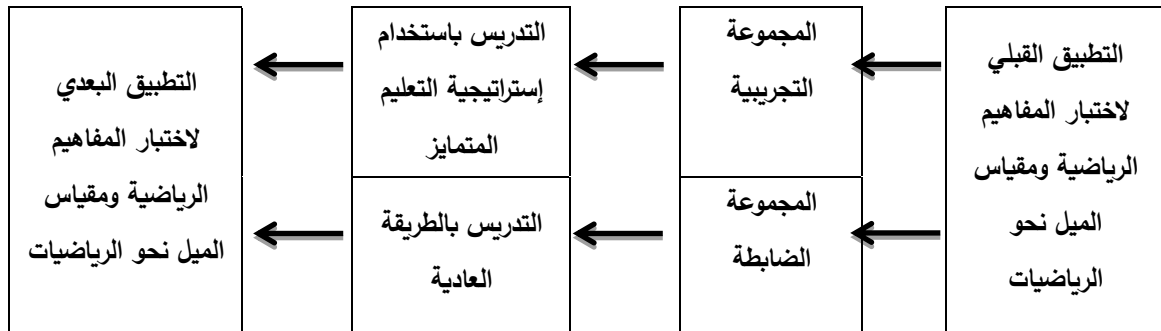 التطبيق القبلي
لاختبار المفاهيم
الرياضية ومقياس
الميل نحو
الرياضيات
المجموعة
التجريبية
المجموعة
الضابطة
التدريس باستخدام
إستراتيجية التعليم
المتمايز
التدريس بالطريقة
العادية
التطبيق البعدي
لاختبار المفاهيم
الرياضية ومقياس
الميل نحو الرياضيات